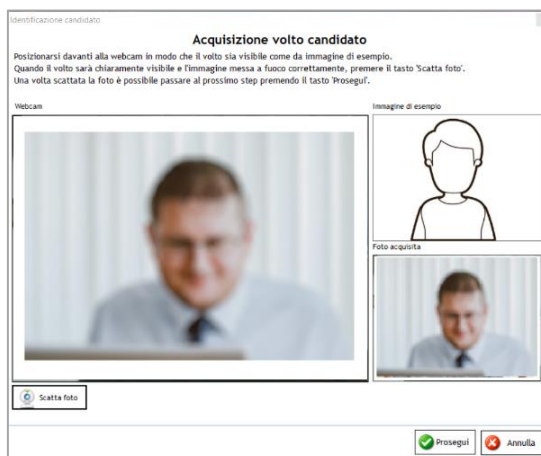 Identificazione candidato
Acquisizione volto candidato
Posizionarsi davanti alla webcam in modo che il volto sia visibile come da immagine di esempio.
Quando il volto sarà chiaramente visibile e l'immagine messa a fuoco correttamente, premere il tasto 'Scatta foto'.
Una volta scattata la foto è possibile passare al prossimo step premendo il tasto 'Prosegui'.
Webcam
Immagine di esempio
Foto acquisita
Scatta foto
Prosegui
Annulla